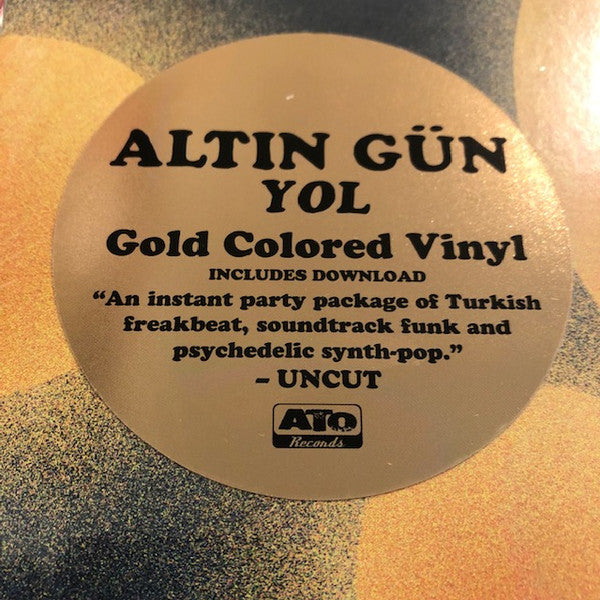 ALTIN GÜN
YOL
Gold Colored Vinyl
INCLUDES DOWNLOAD
“An instant party package of Turkish
freakbeat, soundtrack funk and
psychedelic synth-pop.”
– UNCUT
ATO
Records